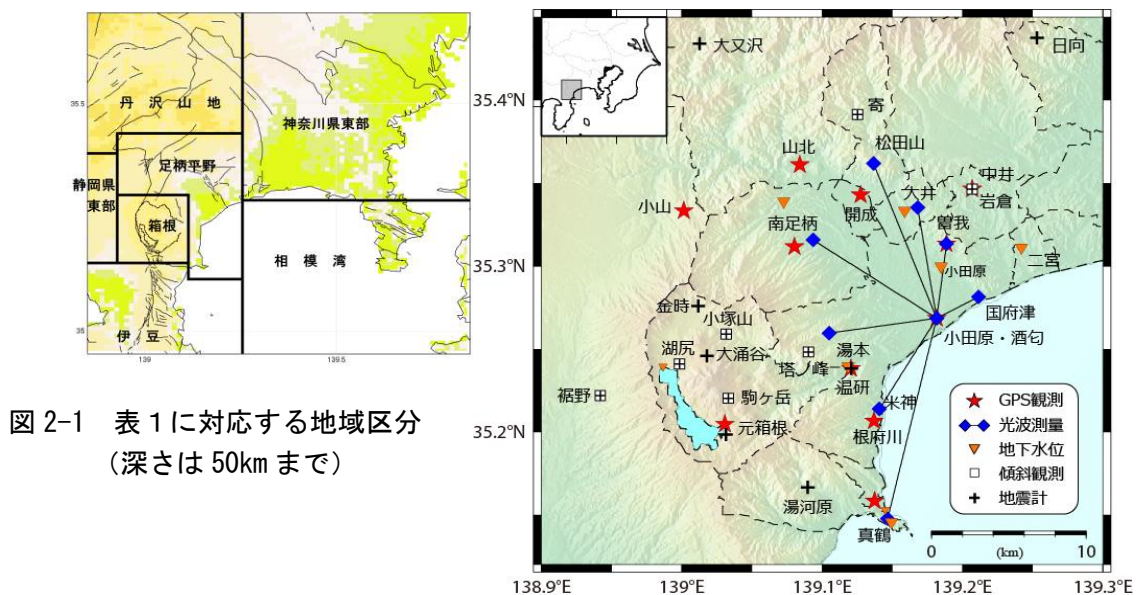 35.5
35
139
139.5
丹沢山地
神奈川県東部
足柄平野
静岡県
東部
箱根
相模湾
伊豆
図 2-1 表 1 に対応する地域区分
(深さは 50km まで)
35.4°N
35.3°N
35.2°N
138.9°E
139°E
139.1°E
139.2°E
139.3°E
大又沢
日向
寄
松田山
山北
中井
岩倉
大井
小山
開成
南足柄
曽我
小田原
二宮
国府津
小田原・酒匂
金時
小塚山
湖尻
大涌谷
湯本
塔ノ峰
温研
裾野
駒ヶ岳
米神
元箱根
根府川
湯河原
真鶴
GPS観測
光波測量
地下水位
傾斜観測
地震計
0
10
(km)